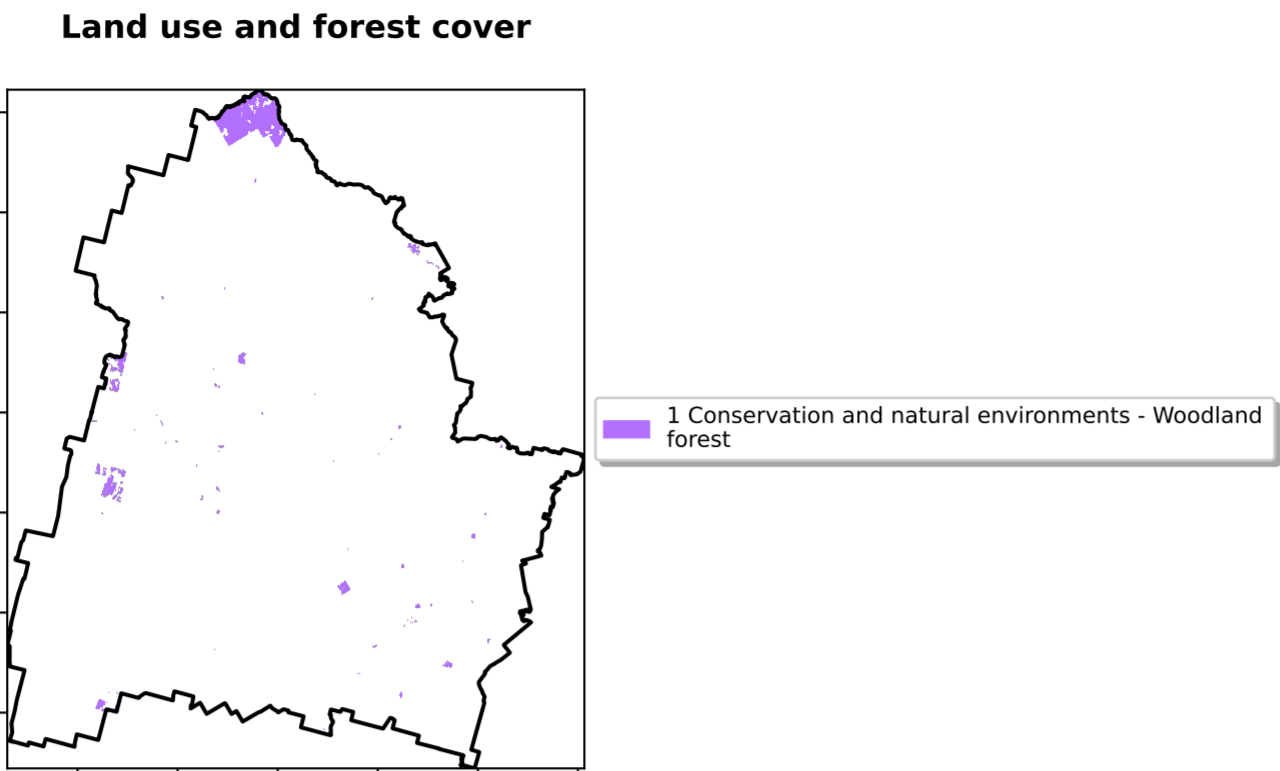 Land use and forest cover
1 Conservation and natural environments - Woodland
forest